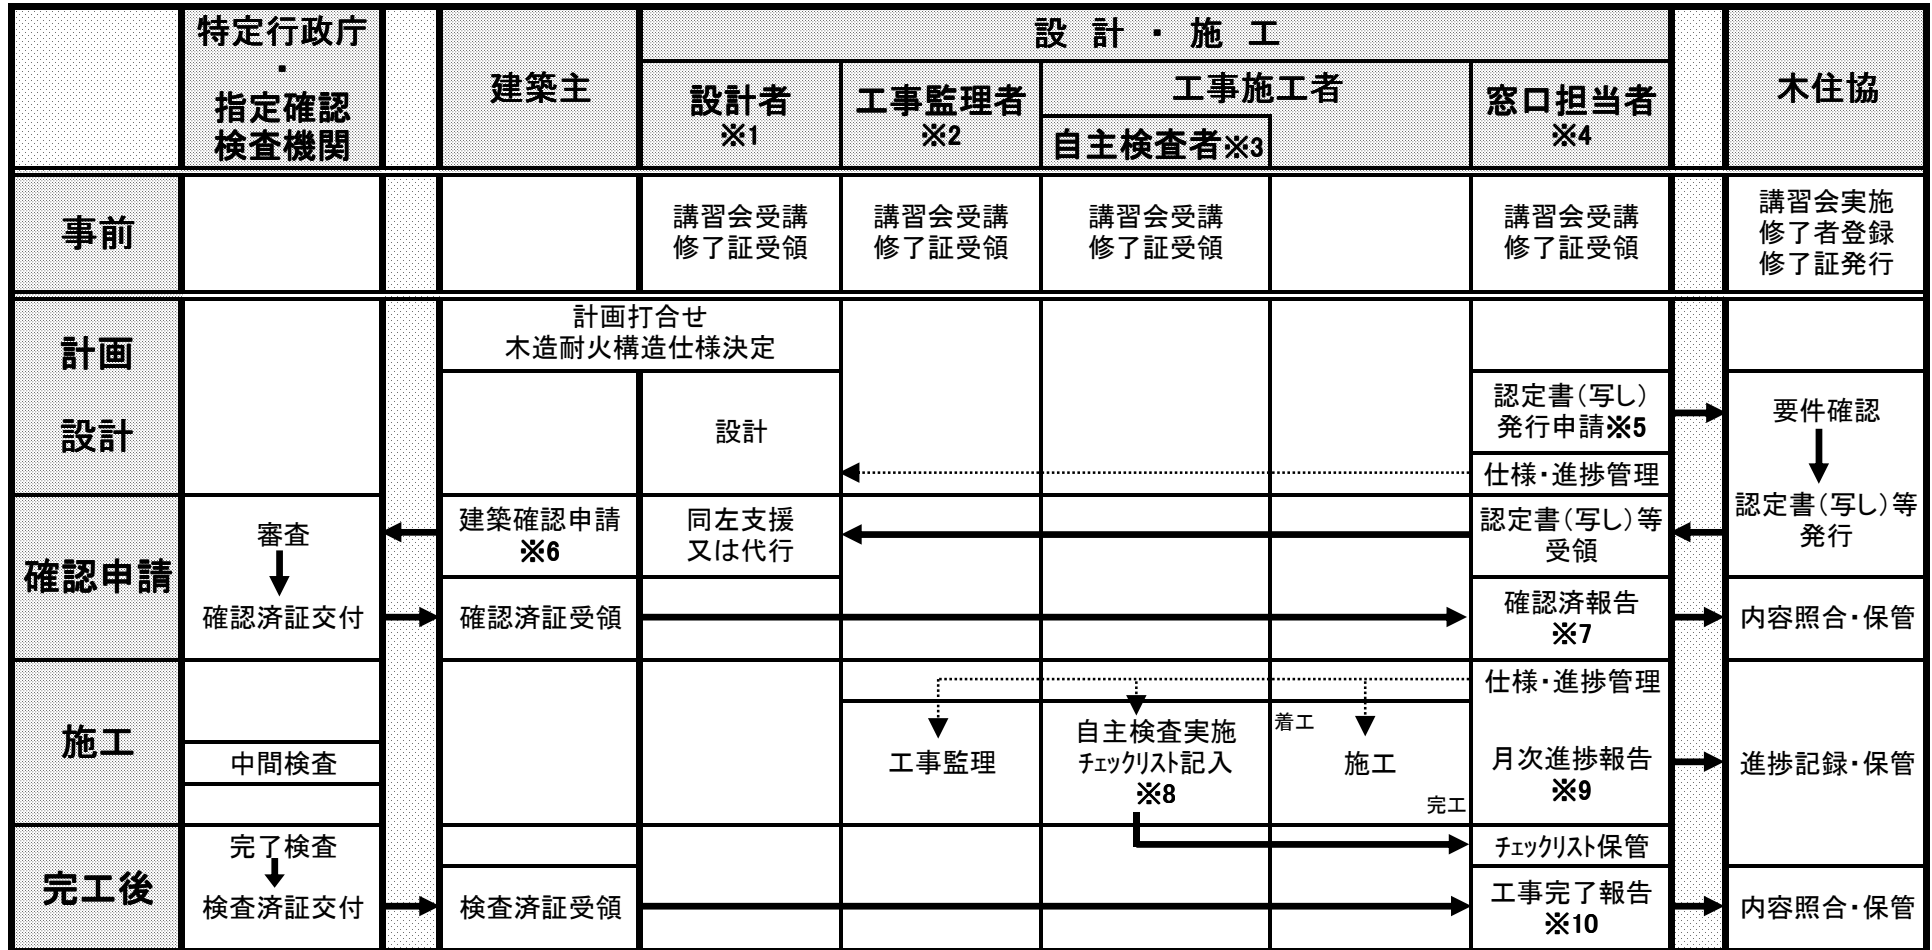 特定行政庁
・
指定確認
検査機関
建築主
設 計 ・ 施 工
設計者
※1
工事監理者
※2
工事施工者
自主検査者※3
窓口担当者
※4
木住協
事前
講習会受講
修了証受領
講習会受講
修了証受領
講習会受講
修了証受領
講習会受講
修了証受領
講習会実施
修了者登録
修了証発行
計画
設計
計画打合せ
木造耐火構造仕様決定
設計
認定書(写し)
発行申請※5
仕様・進捗管理
要件確認
認定書(写し)等
発行
確認申請
審査
確認済証交付
建築確認申請
※6
同左支援
又は代行
認定書(写し)等
受領
確認済証受領
確認済報告
※7
内容照合・保管
施工
中間検査
工事監理
自主検査実施
チェックリスト記入
※8
着工
施工
完工
仕様・進捗管理
月次進捗報告
※9
進捗記録・保管
完工後
完了検査
検査済証交付
検査済証受領
チェックリスト保管
工事完了報告
※10
内容照合・保管